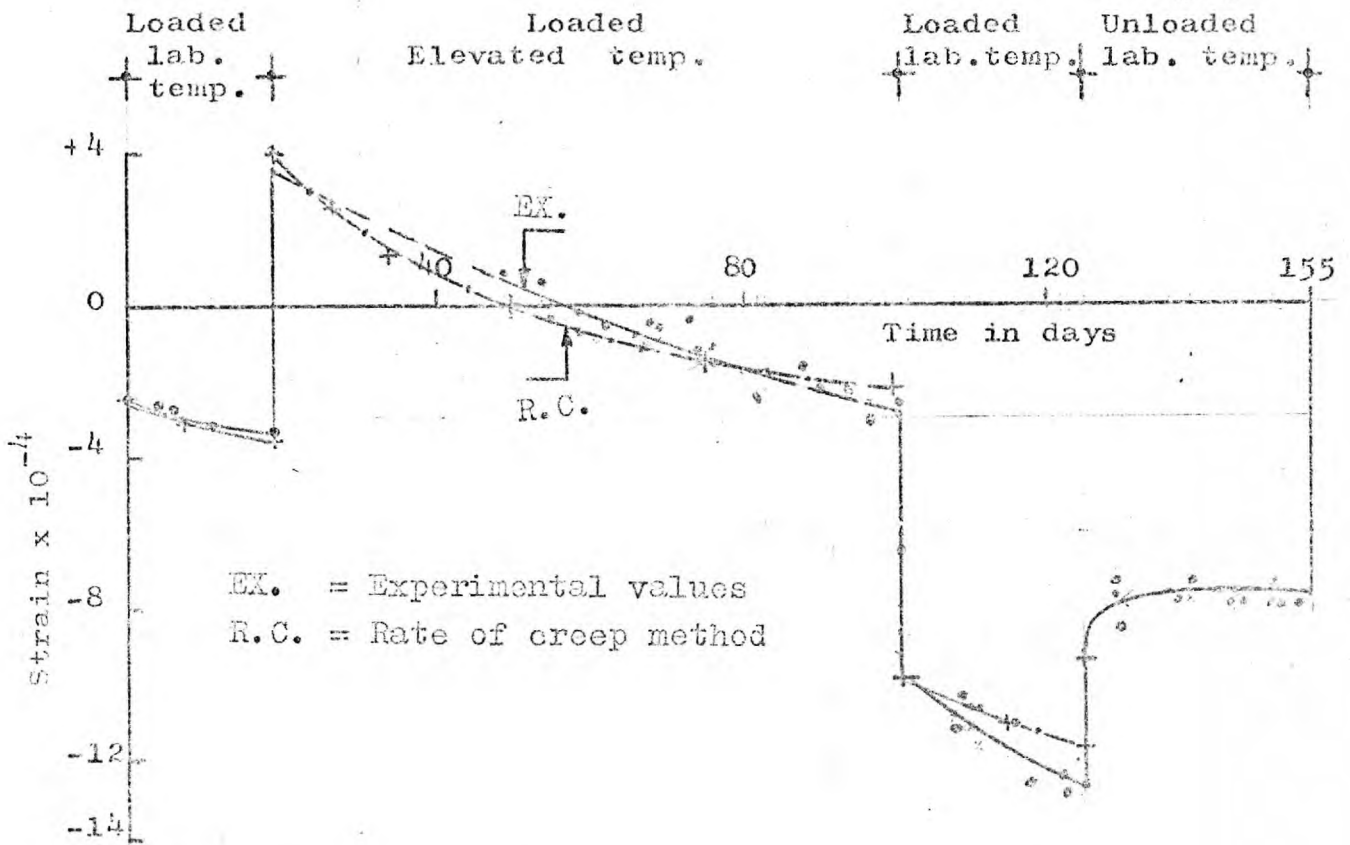 Loaded
lab.
temp.
Loaded
Elevated temp.
Loaded
lab.temp.
Unloaded
lab. temp.
+4
EX.
40
80
120
155
0
Time in days
R.C.
-4
Strain x 10-4
EX. = Experimental values
-8
R.C. = Rate of creep method
-12
-14